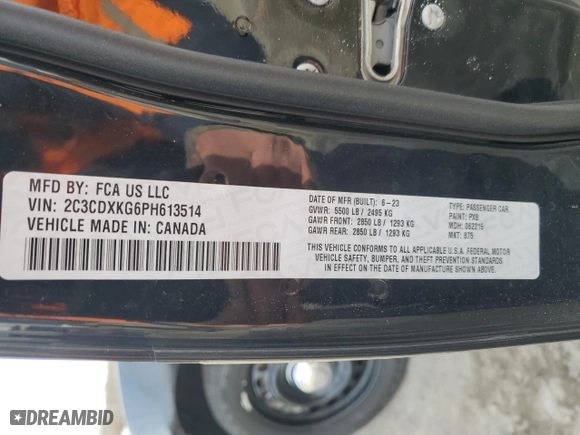 MFD BY: FCA US LLC
VIN: 2C3CDXKG6PH613514
VEHICLE MADE IN: CANADA
DATE OF MFR (BUILT): 6-23
GVWR: 5500 LB / 2495 KG
GAWR FRONT: 2850 LB / 1293 KG
GAWR REAR: 2850 LB / 1293 KG
TYPE: PASSENGER CAR
PAINT: PX8
MDH: 062215
MKT: 875
THIS VEHICLE CONFORMS TO ALL APPLICABLE U.S.A. FEDERAL MOTOR
VEHICLE SAFETY, BUMPER, AND THEFT PREVENTION STANDARDS
IN EFFECT ON THE DATE OF MANUFACTURE SHOWN ABOVE.
DREAMBID